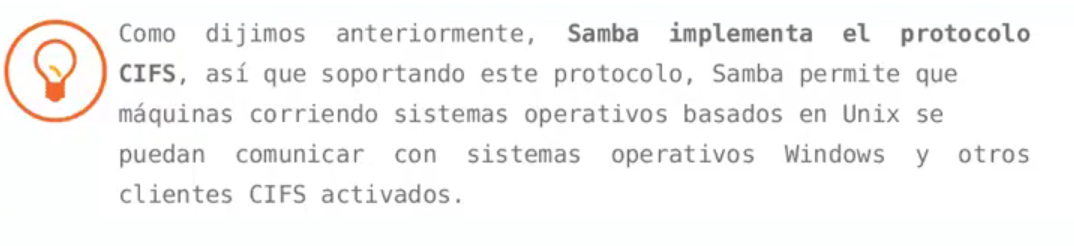 Como dijimos anteriormente, Samba implementa el protocolo
CIFS, así que soportando este protocolo, Samba permite que
máquinas corriendo sistemas operativos basados en Unix se
puedan comunicar con sistemas operativos Windows y otros
clientes CIFS activados.